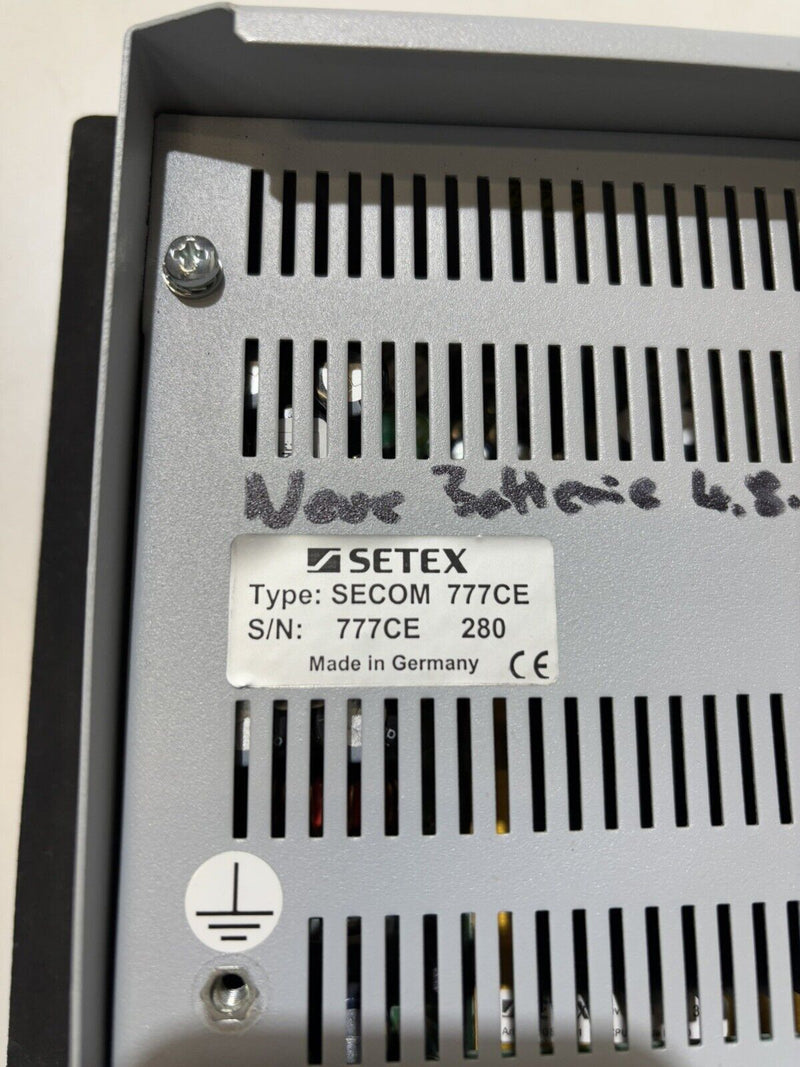 Neue Batterie 4.8.
SETEX
Type: SECOM 777CE
S/N: 777CE 280
Made in Germany CE